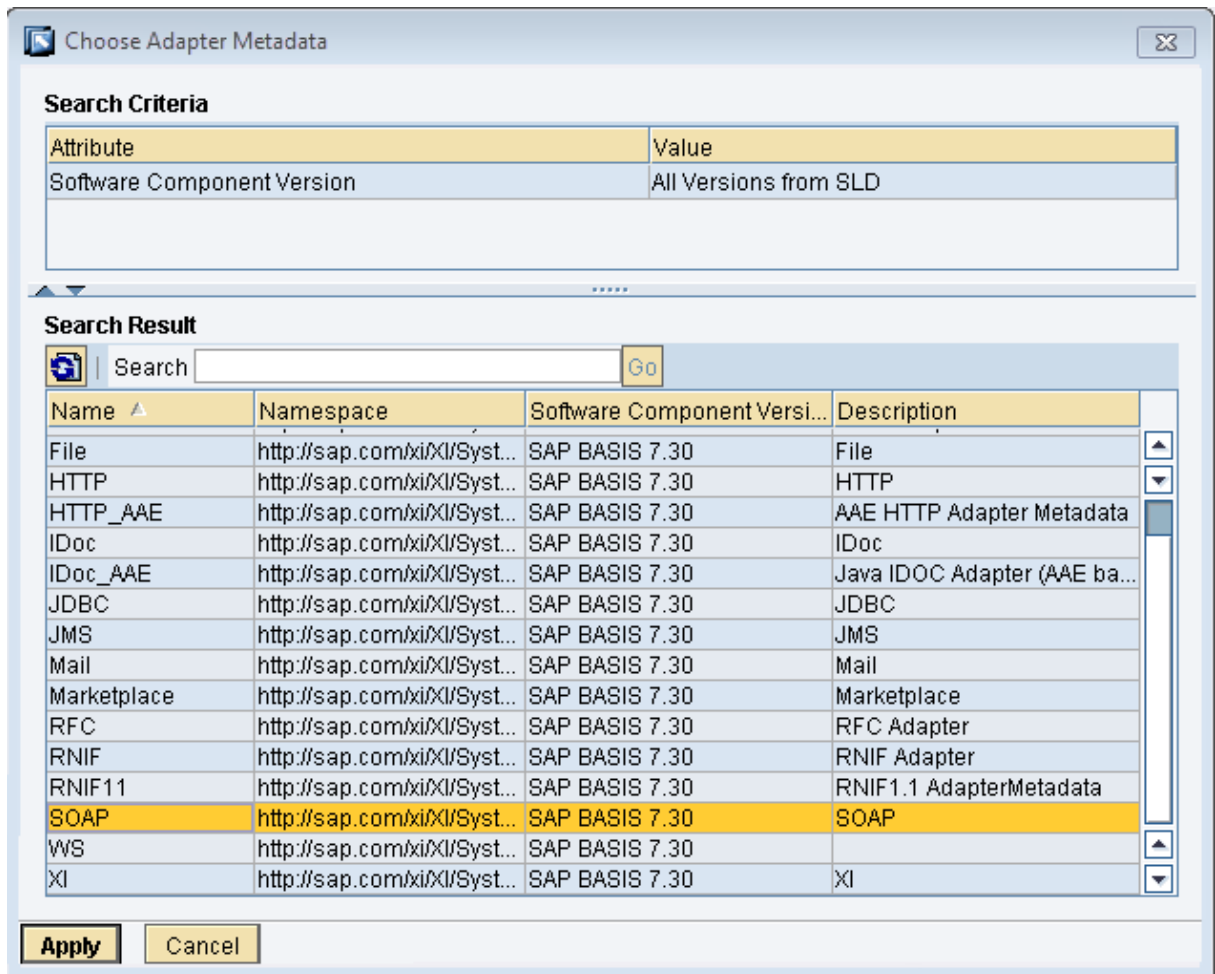 Choose Adapter Metadata
Search Criteria
Attribute Value
Software Component Version All Versions from SLD
Search Result
Search Go
Name Namespace Software Component Versi... Description
File http://sap.com/xi/XI/Syst... SAP BASIS 7.30 File
HTTP http://sap.com/xi/XI/Syst... SAP BASIS 7.30 HTTP
HTTP_AAE http://sap.com/xi/XI/Syst... SAP BASIS 7.30 AAE HTTP Adapter Metadata
IDoc http://sap.com/xi/XI/Syst... SAP BASIS 7.30 IDoc
IDoc_AAE http://sap.com/xi/XI/Syst... SAP BASIS 7.30 Java IDOC Adapter (AAE ba...
JDBC http://sap.com/xi/XI/Syst... SAP BASIS 7.30 JDBC
JMS http://sap.com/xi/XI/Syst... SAP BASIS 7.30 JMS
Mail http://sap.com/xi/XI/Syst... SAP BASIS 7.30 Mail
Marketplace http://sap.com/xi/XI/Syst... SAP BASIS 7.30 Marketplace
RFC http://sap.com/xi/XI/Syst... SAP BASIS 7.30 RFC Adapter
RNIF http://sap.com/xi/XI/Syst... SAP BASIS 7.30 RNIF Adapter
RNIF11 http://sap.com/xi/XI/Syst... SAP BASIS 7.30 RNIF1.1 AdapterMetadata
SOAP http://sap.com/xi/XI/Syst... SAP BASIS 7.30 SOAP
WS http://sap.com/xi/XI/Syst... SAP BASIS 7.30
XI http://sap.com/xi/XI/Syst... SAP BASIS 7.30 XI
Apply Cancel